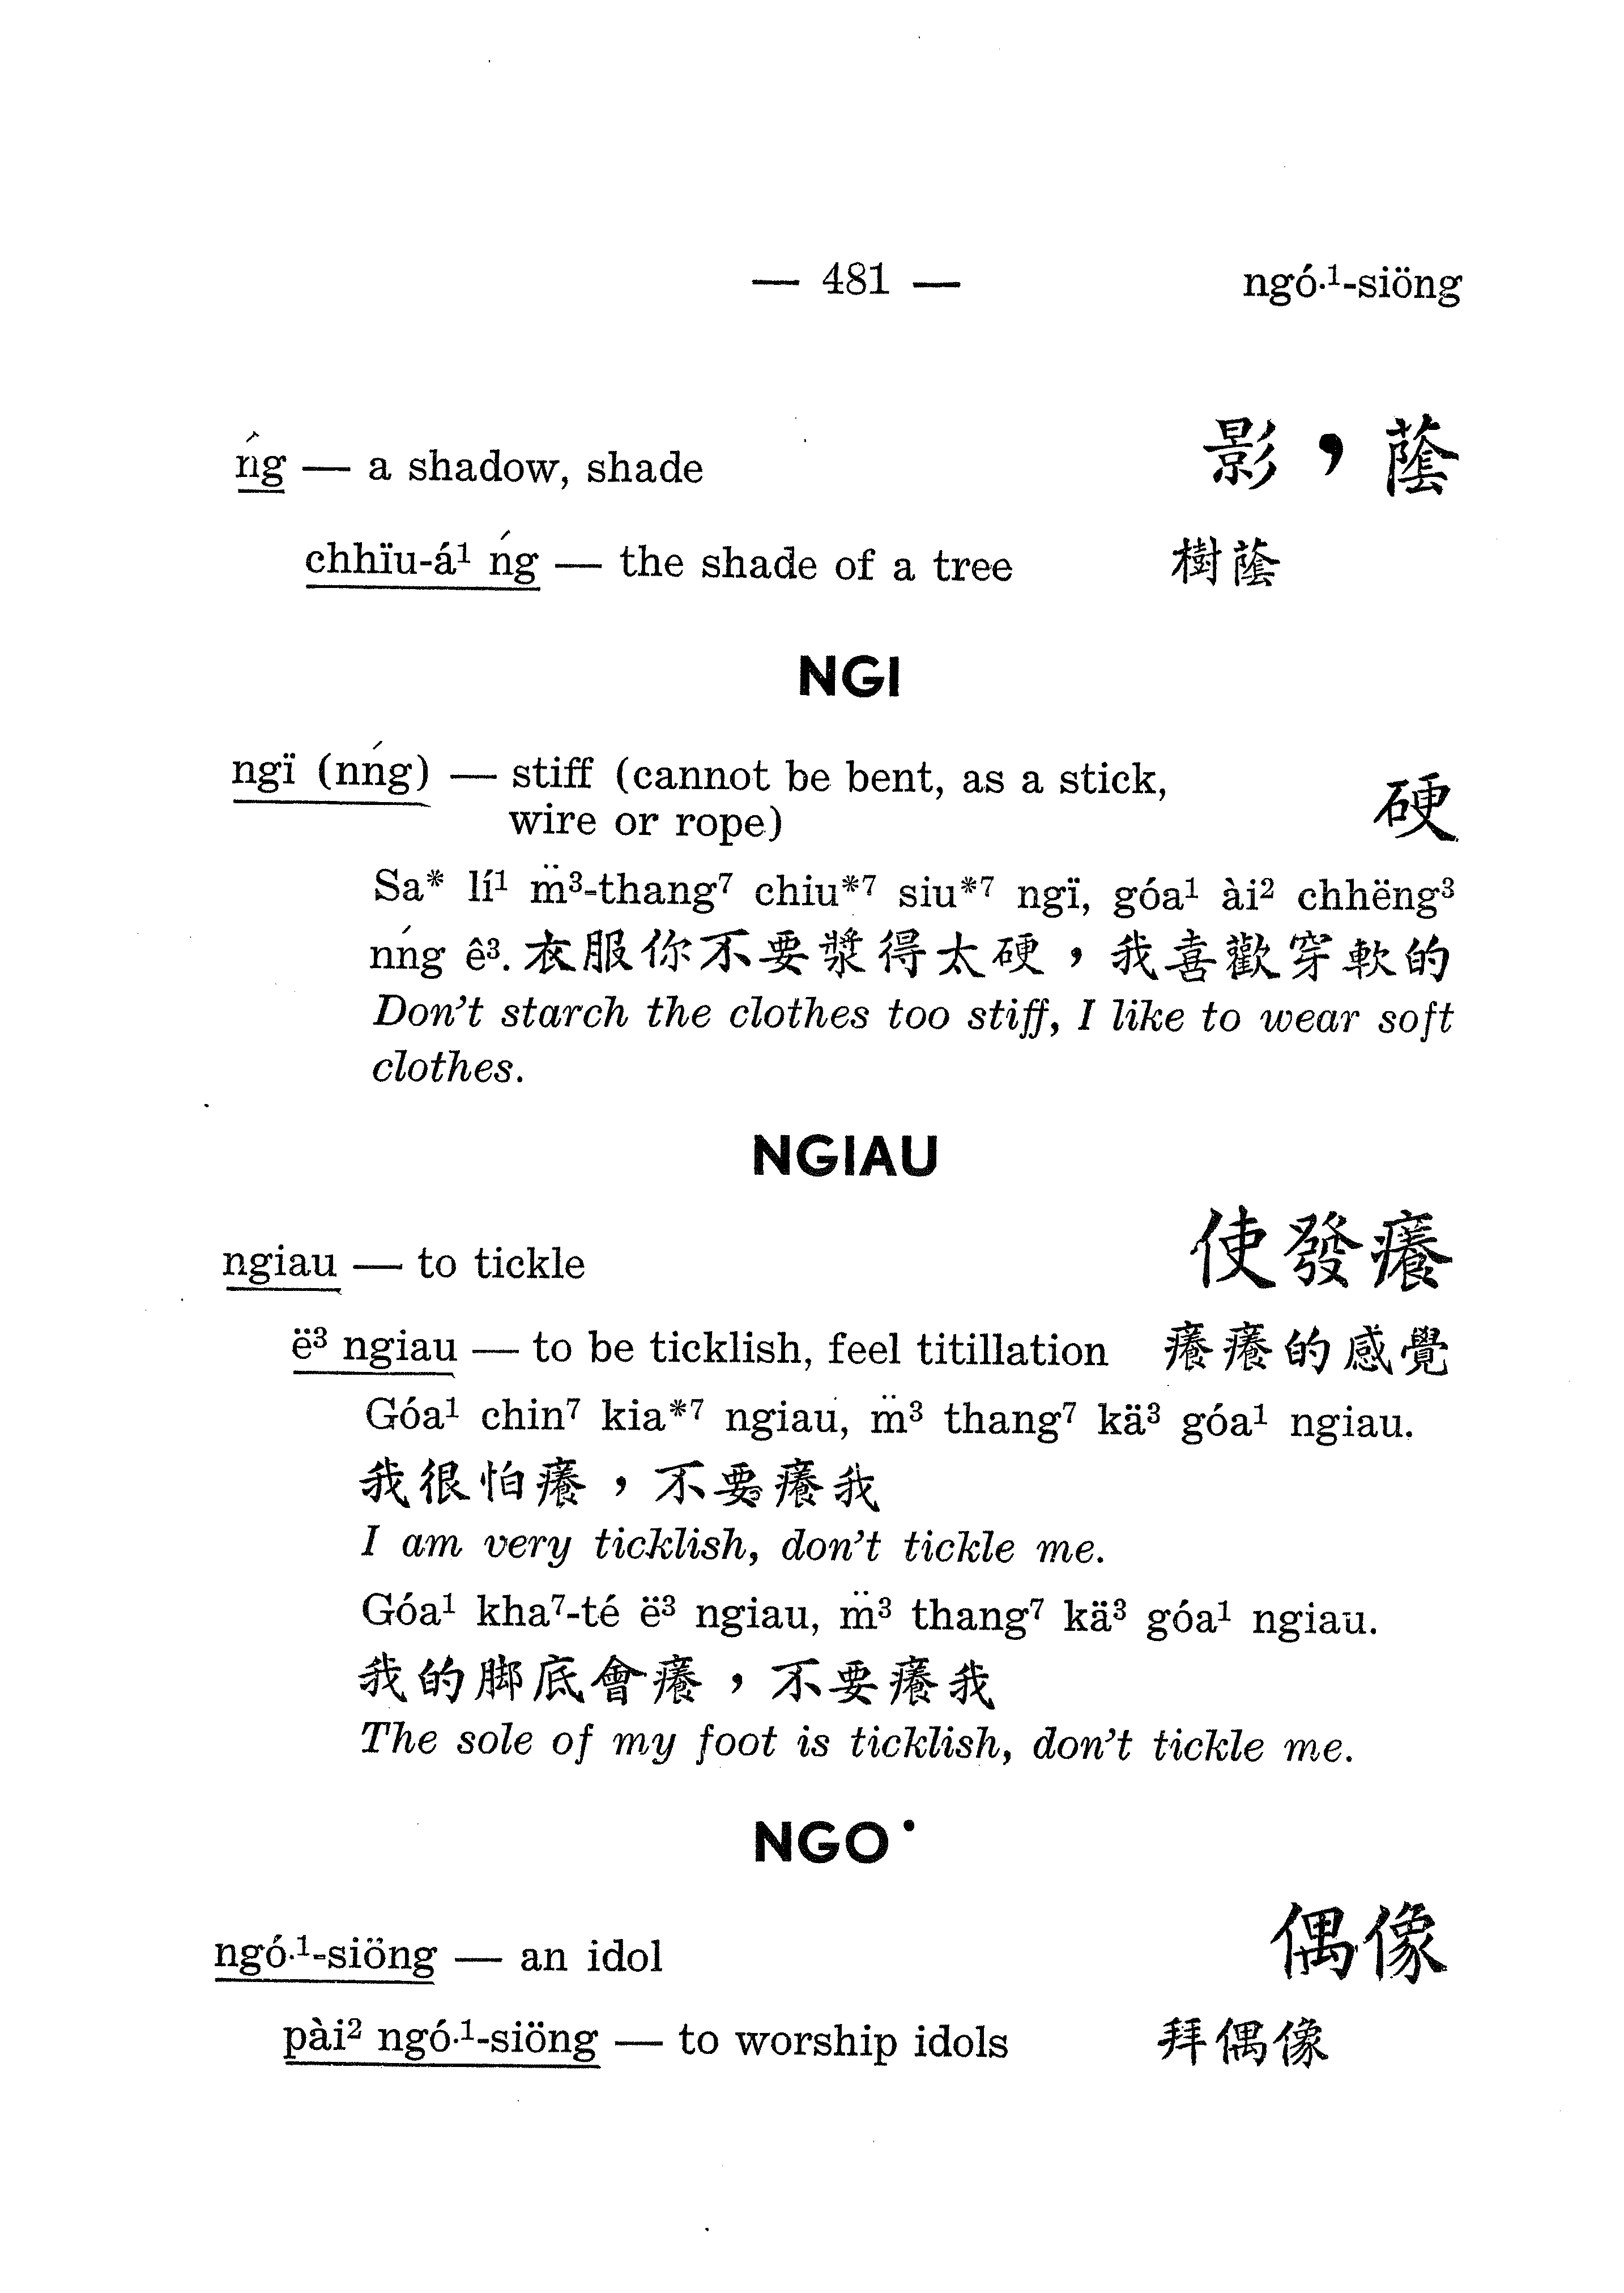 — 481 — ngó·¹-siöng
ńg — a shadow, shade 影，蔭
chhïu-á¹ ńg — the shade of a tree 樹蔭
NGI
ngï (nńg) — stiff (cannot be bent, as a stick, 硬
wire or rope)
Sa* lí¹ m̈³-thang⁷ chiu*⁷ siu*⁷ ngï, góa¹ ài² chhëng³
nńg ê³. 衣服你不要漿得太硬，我喜歡穿軟的
Don't starch the clothes too stiff, I like to wear soft
clothes.
NGIAU
ngiau — to tickle 使發癢
ë³ ngiau — to be ticklish, feel titillation 癢癢的感覺
Góa¹ chin⁷ kia*⁷ ngiau, m̈³ thang⁷ kä³ góa¹ ngiau.
我很怕癢，不要癢我
I am very ticklish, don't tickle me.
Góa¹ kha⁷-té ë³ ngiau, m̈³ thang⁷ kä³ góa¹ ngiau.
我的脚底會癢，不要癢我
The sole of my foot is ticklish, don't tickle me.
NGO·
ngó·¹-siöng — an idol 偶像
pài² ngó·¹-siöng — to worship idols 拜偶像